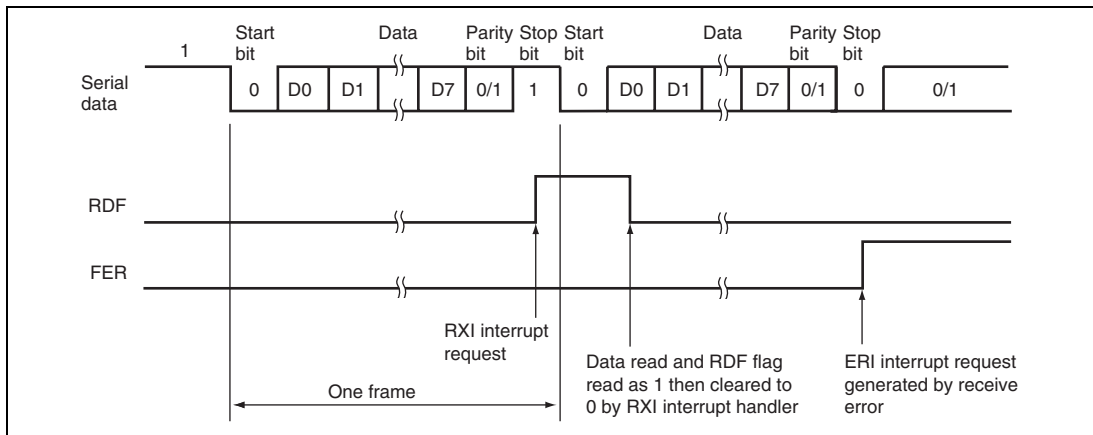 Start bit Data Parity bit Stop bit Start bit Data Parity bit Stop bit
1
Serial data
0 D0 D1 D7 0/1 1 0 D0 D1 D7 0/1 0 0/1
RDF
FER
RXI interrupt
request
Data read and RDF flag
read as 1 then cleared to
0 by RXI interrupt handler
ERI interrupt request
generated by receive
error
One frame